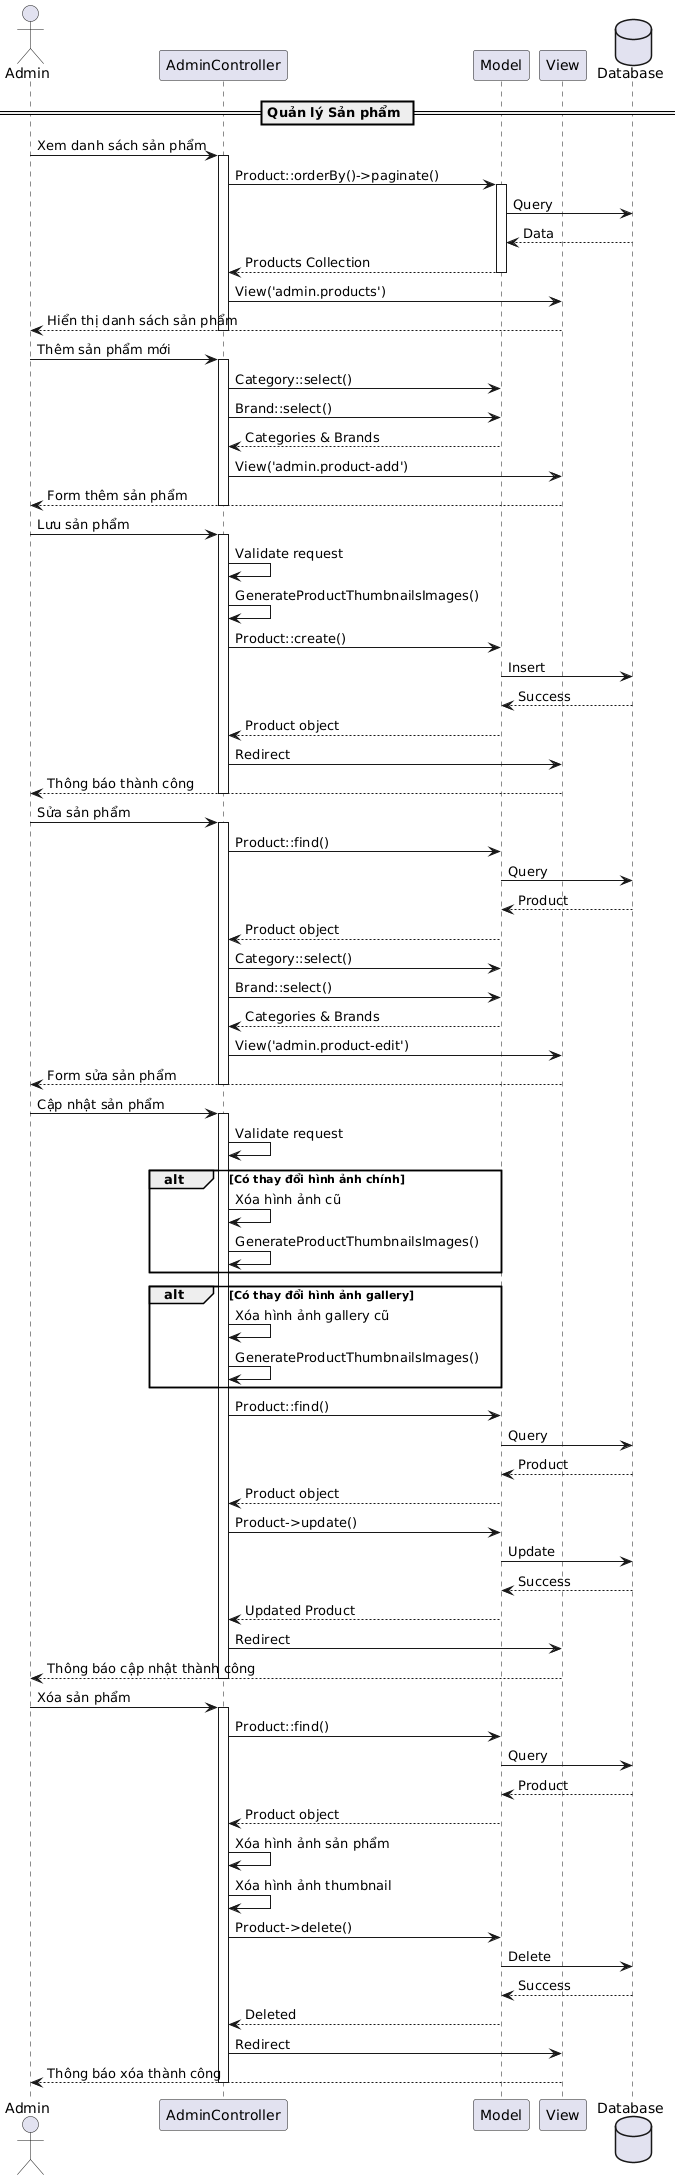 Admin
AdminController
Model
View
Database
Quản lý Sản phẩm
Xem danh sách sản phẩm
Product::orderBy()->paginate()
Query
Data
Products Collection
View('admin.products')
Hiển thị danh sách sản phẩm
Thêm sản phẩm mới
Category::select()
Brand::select()
Categories & Brands
View('admin.product-add')
Form thêm sản phẩm
Lưu sản phẩm
Validate request
GenerateProductThumbnailsImages()
Product::create()
Insert
Success
Product object
Redirect
Thông báo thành công
Sửa sản phẩm
Product::find()
Query
Product
Product object
Category::select()
Brand::select()
Categories & Brands
View('admin.product-edit')
Form sửa sản phẩm
Cập nhật sản phẩm
Validate request
alt
[Có thay đổi hình ảnh chính]
Xóa hình ảnh cũ
GenerateProductThumbnailsImages()
alt
[Có thay đổi hình ảnh gallery]
Xóa hình ảnh gallery cũ
GenerateProductThumbnailsImages()
Product::find()
Query
Product
Product object
Product->update()
Update
Success
Updated Product
Redirect
Thông báo cập nhật thành công
Xóa sản phẩm
Product::find()
Query
Product
Product object
Xóa hình ảnh sản phẩm
Xóa hình ảnh thumbnail
Product->delete()
Delete
Success
Deleted
Redirect
Thông báo xóa thành công
Admin
AdminController
Model
View
Database